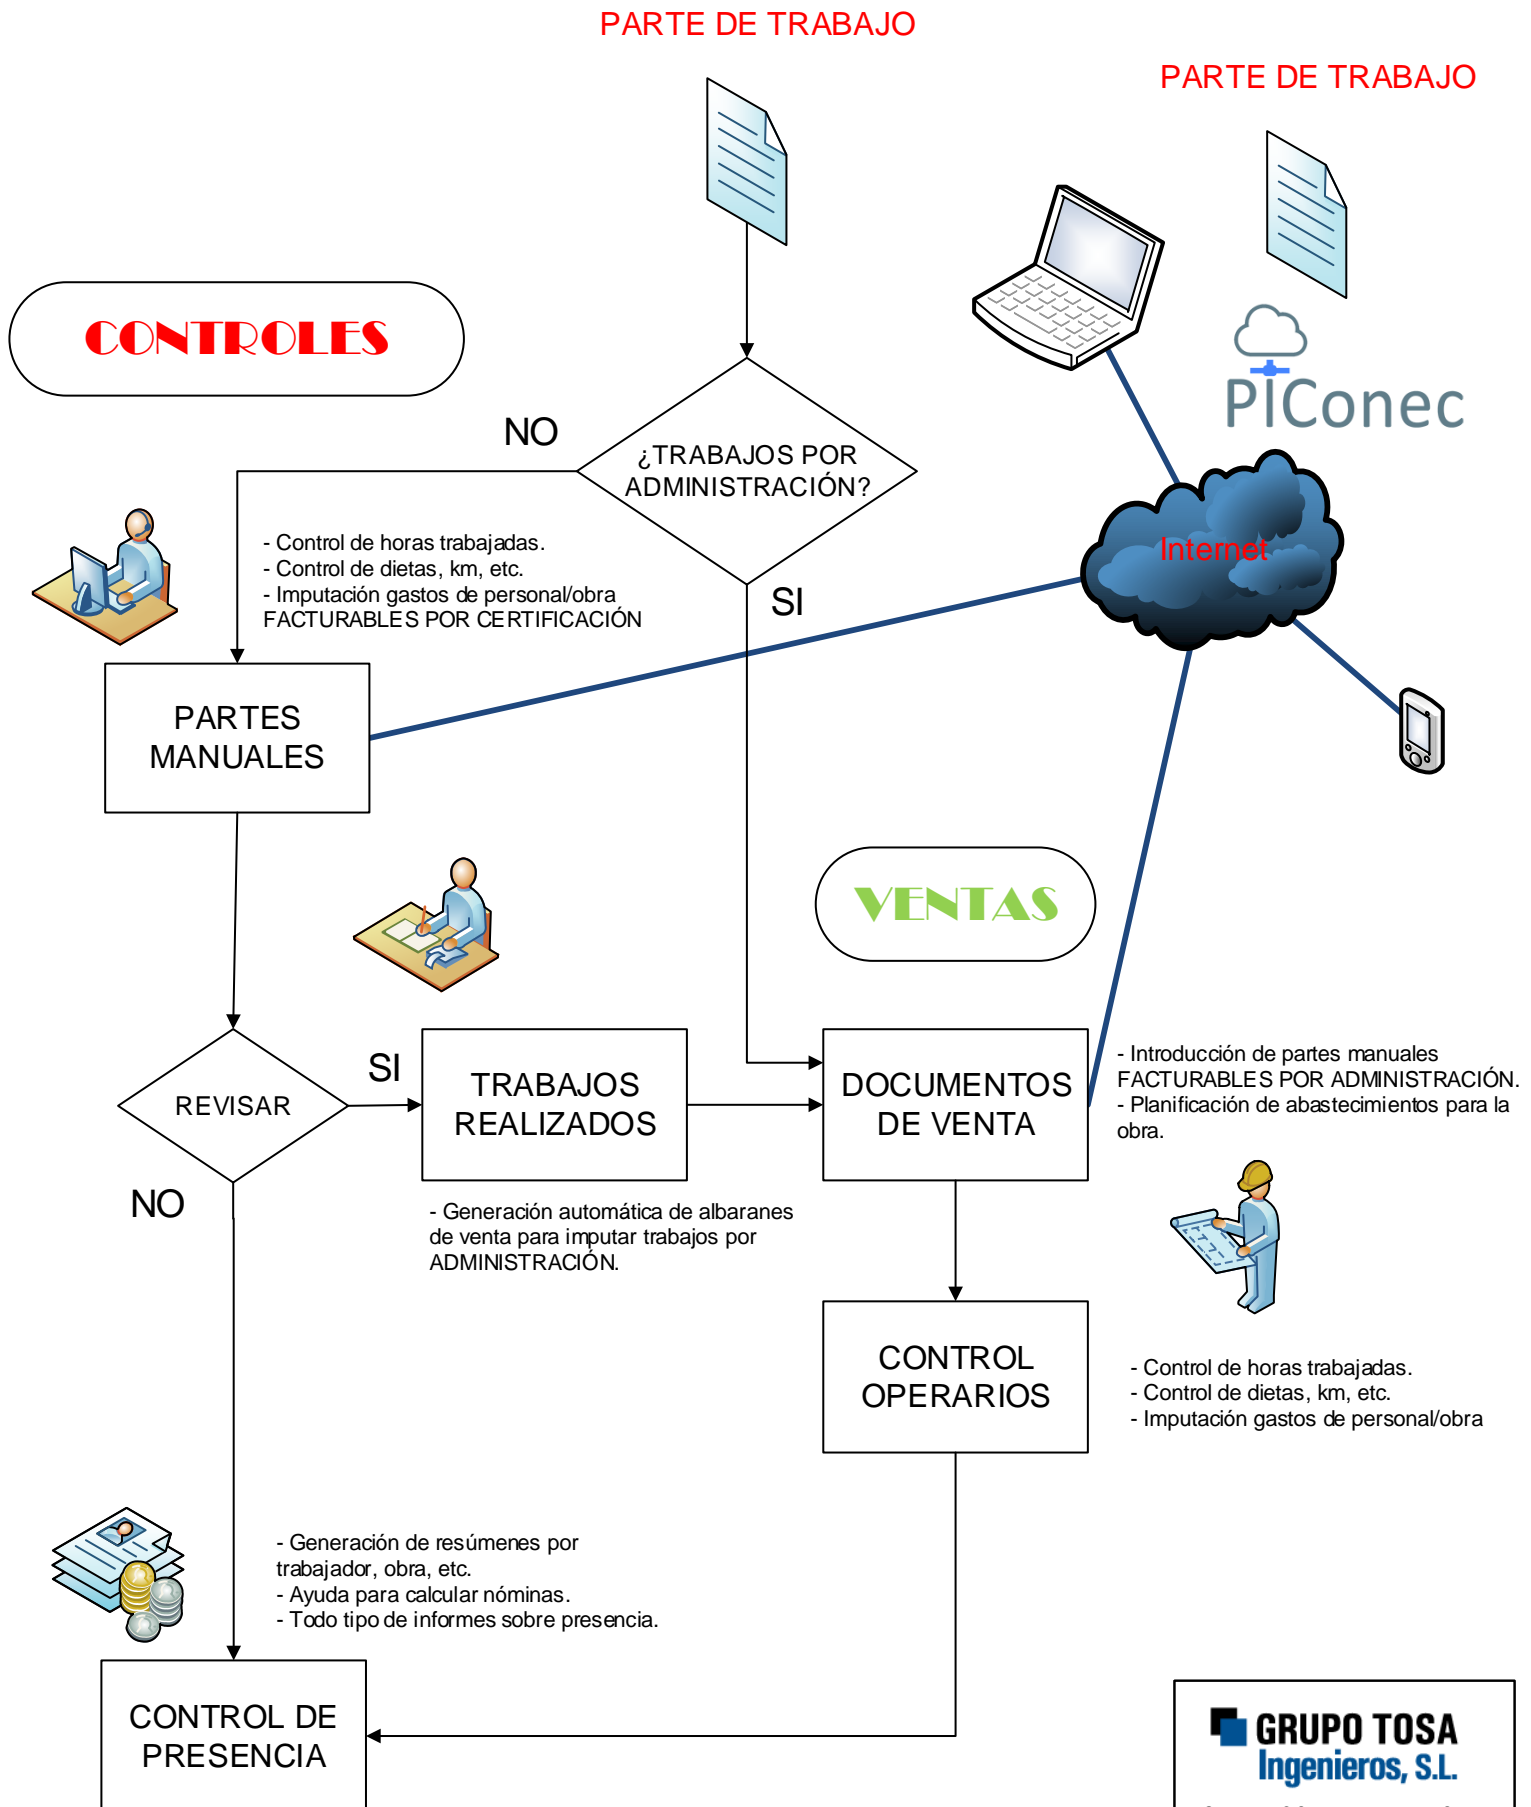 PARTE DE TRABAJO
PARTE DE TRABAJO
CONTROLES
PIConec
NO
¿TRABAJOS POR
ADMINISTRACIÓN?
Internet
- Control de horas trabajadas.
- Control de dietas, km, etc.
- Imputación gastos de personal/obra
FACTURABLES POR CERTIFICACIÓN
SI
PARTES
MANUALES
VENTAS
REVISAR
SI
TRABAJOS
REALIZADOS
DOCUMENTOS
DE VENTA
- Introducción de partes manuales
FACTURABLES POR ADMINISTRACIÓN.
- Planificación de abastecimientos para la
obra.
NO
- Generación automática de albaranes
de venta para imputar trabajos por
ADMINISTRACIÓN.
CONTROL
OPERARIOS
- Control de horas trabajadas.
- Control de dietas, km, etc.
- Imputación gastos de personal/obra
- Generación de resúmenes por
trabajador, obra, etc.
- Ayuda para calcular nóminas.
- Todo tipo de informes sobre presencia.
CONTROL DE
PRESENCIA
GRUPO TOSA
Ingenieros, S.L.